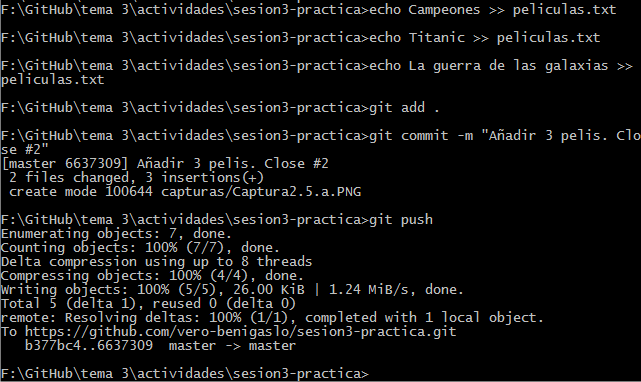 F:\GitHub\tema 3\actividades\sesion3-practica>echo Campeones >> peliculas.txt
F:\GitHub\tema 3\actividades\sesion3-practica>echo Titanic >> peliculas.txt
F:\GitHub\tema 3\actividades\sesion3-practica>echo La guerra de las galaxias >>
peliculas.txt
F:\GitHub\tema 3\actividades\sesion3-practica>git add .
F:\GitHub\tema 3\actividades\sesion3-practica>git commit -m "Añadir 3 pelis. Clo
se #2"
[master 6637309] Añadir 3 pelis. Close #2
 2 files changed, 3 insertions(+)
 create mode 100644 capturas/Captura2.5.a.PNG
F:\GitHub\tema 3\actividades\sesion3-practica>git push
Enumerating objects: 7, done.
Counting objects: 100% (7/7), done.
Delta compression using up to 8 threads
Compressing objects: 100% (4/4), done.
Writing objects: 100% (5/5), 26.00 KiB | 1.24 MiB/s, done.
Total 5 (delta 1), reused 0 (delta 0)
remote: Resolving deltas: 100% (1/1), completed with 1 local object.
To https://github.com/vero-benigaslo/sesion3-practica.git
   b377bc4..6637309  master -> master
F:\GitHub\tema 3\actividades\sesion3-practica>